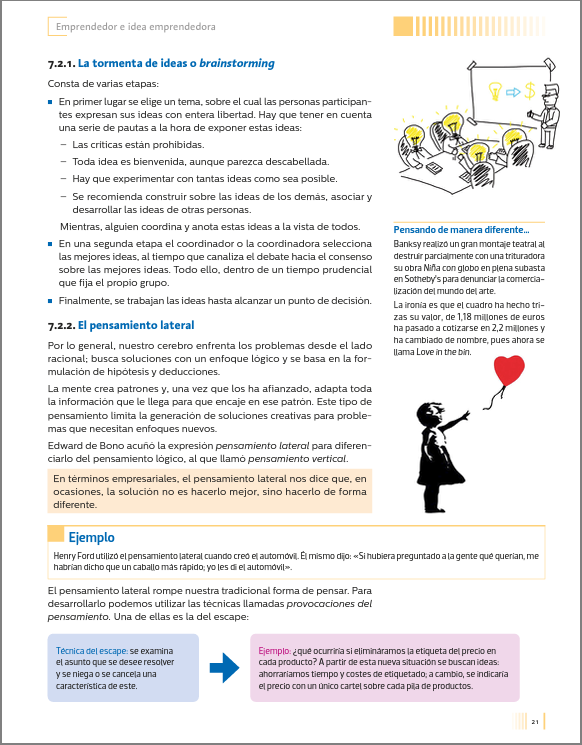 Emprendedor e idea emprendedora
7.2.1. La tormenta de ideas o brainstorming
Consta de varias etapas:
▪ En primer lugar se elige un tema, sobre el cual las personas participan-
tes expresan sus ideas con entera libertad. Hay que tener en cuenta
una serie de pautas a la hora de exponer estas ideas:
– Las críticas están prohibidas.
– Toda idea es bienvenida, aunque parezca descabellada.
– Hay que experimentar con tantas ideas como sea posible.
– Se recomienda construir sobre las ideas de los demás, asociar y
desarrollar las ideas de otras personas.
Mientras, alguien coordina y anota estas ideas a la vista de todos.
▪ En una segunda etapa el coordinador o la coordinadora selecciona
las mejores ideas, al tiempo que canaliza el debate hacia el consenso
sobre las mejores ideas. Todo ello, dentro de un tiempo prudencial
que fija el propio grupo.
▪ Finalmente, se trabajan las ideas hasta alcanzar un punto de decisión.
7.2.2. El pensamiento lateral
Por lo general, nuestro cerebro enfrenta los problemas desde el lado
racional; busca soluciones con un enfoque lógico y se basa en la for-
mulación de hipótesis y deducciones.
La mente crea patrones y, una vez que los ha afianzado, adapta toda
la información que le llega para que encaje en ese patrón. Este tipo de
pensamiento limita la generación de soluciones creativas para proble-
mas que necesitan enfoques nuevos.
Edward de Bono acuñó la expresión pensamiento lateral para diferen-
ciarlo del pensamiento lógico, al que llamó pensamiento vertical.
En términos empresariales, el pensamiento lateral nos dice que, en
ocasiones, la solución no es hacerlo mejor, sino hacerlo de forma
diferente.
$
Pensando de manera diferente...
Banksy realizó un gran montaje teatral al
destruir parcialmente con una trituradora
su obra Niña con globo en plena subasta
en Sotheby's para denunciar la comercia-
lización del mundo del arte.
La ironía es que el cuadro ha hecho tri-
zas su valor, de 1,18 millones de euros
ha pasado a cotizarse en 2,2 millones y
ha cambiado de nombre, pues ahora se
llama Love in the bin.
Ejemplo
Henry Ford utilizó el pensamiento lateral cuando creó el automóvil. Él mismo dijo: «Si hubiera preguntado a la gente qué querían, me
habrían dicho que un caballo más rápido; yo les di el automóvil».
El pensamiento lateral rompe nuestra tradicional forma de pensar. Para
desarrollarlo podemos utilizar las técnicas llamadas provocaciones del
pensamiento. Una de ellas es la del escape:
Técnica del escape: se examina
el asunto que se desee resolver
y se niega o se cancela una
característica de este.
Ejemplo: ¿qué ocurriría si elimináramos la etiqueta del precio en
cada producto? A partir de esta nueva situación se buscan ideas:
ahorraríamos tiempo y costes de etiquetado; a cambio, se indicaría
el precio con un único cartel sobre cada pila de productos.
21